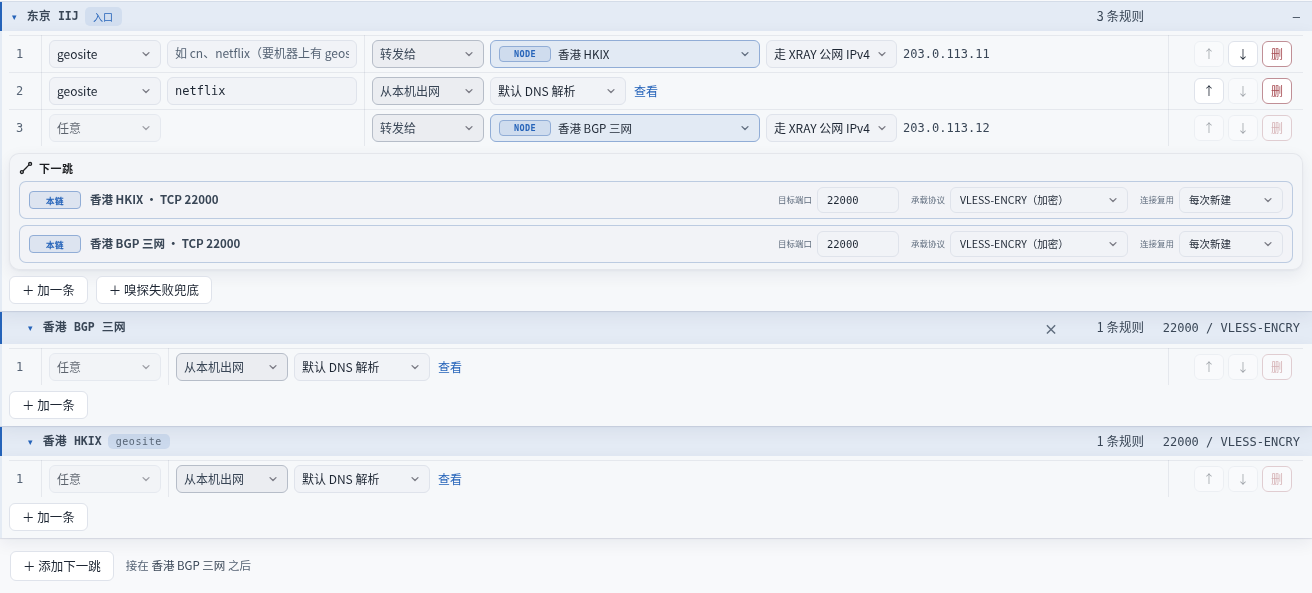 ▾ 东京 IIJ 入口 3 条规则 —
1 geosite 如 cn、netflix（要机器上有 geos 转发给 NODE 香港 HKIX 走 XRAY 公网 IPv4 203.0.113.11 ↑ ↓ 删
2 geosite netflix 从本机出网 默认 DNS 解析 查看 ↑ ↓ 删
3 任意 转发给 NODE 香港 BGP 三网 走 XRAY 公网 IPv4 203.0.113.12 ↑ ↓ 删
下一跳
本链 香港 HKIX · TCP 22000 目标端口 22000 承载协议 VLESS-ENCRY（加密） 连接复用 每次新建
本链 香港 BGP 三网 · TCP 22000 目标端口 22000 承载协议 VLESS-ENCRY（加密） 连接复用 每次新建
＋ 加一条 ＋ 嗅探失败兜底
▾ 香港 BGP 三网 × 1 条规则 22000 / VLESS-ENCRY
1 任意 从本机出网 默认 DNS 解析 查看 ↑ ↓ 删
＋ 加一条
▾ 香港 HKIX geosite 1 条规则 22000 / VLESS-ENCRY
1 任意 从本机出网 默认 DNS 解析 查看 ↑ ↓ 删
＋ 加一条
＋ 添加下一跳 接在 香港 BGP 三网 之后